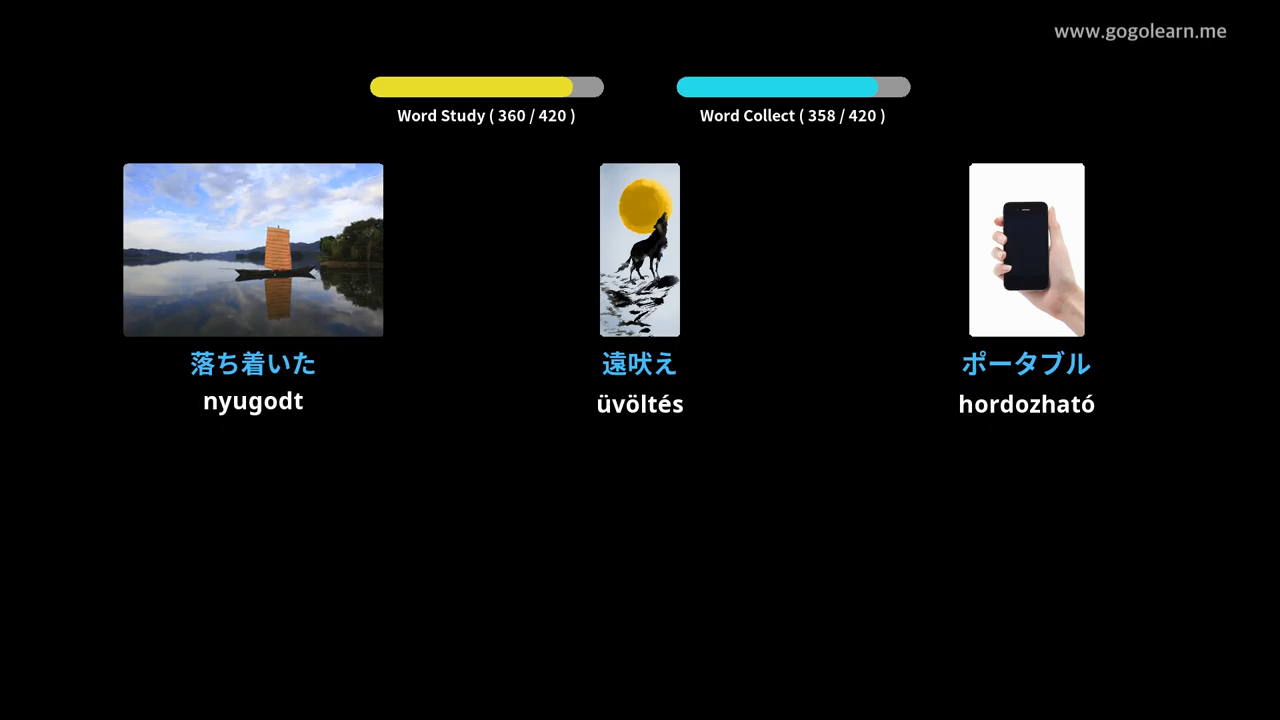 www.gogolearn.me
Word Study ( 360 / 420 )
Word Collect ( 358 / 420 )
落ち着いた
遠吠え
ポータブル
nyugodt
üvöltés
hordozható